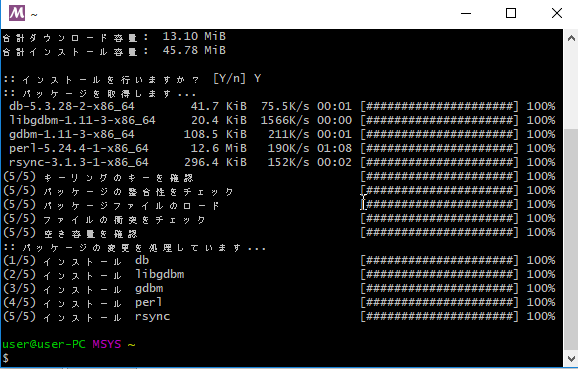 M ~
合計ダウンロード容量: 13.10 MiB
合計インストール容量: 45.78 MiB
:: インストールを行いますか? [Y/n] Y
:: パッケージを取得します...
db-5.3.28-2-x86_64 41.7 KiB 75.5K/s 00:01 [######################] 100%
libgdbm-1.11-3-x86_64 20.4 KiB 1566K/s 00:00 [######################] 100%
gdbm-1.11-3-x86_64 108.5 KiB 211K/s 00:01 [######################] 100%
perl-5.24.4-1-x86_64 12.6 MiB 190K/s 01:08 [######################] 100%
rsync-3.1.3-1-x86_64 296.4 KiB 152K/s 00:02 [######################] 100%
(5/5) キーリングのキーを確認 [######################] 100%
(5/5) パッケージの整合性をチェック [######################] 100%
(5/5) パッケージファイルのロード [######################] 100%
(5/5) ファイルの衝突をチェック [######################] 100%
(5/5) 空き容量を確認 [######################] 100%
:: パッケージの変更を処理しています...
(1/5) インストール db [######################] 100%
(2/5) インストール libgdbm [######################] 100%
(3/5) インストール gdbm [######################] 100%
(4/5) インストール perl [######################] 100%
(5/5) インストール rsync [######################] 100%
user@user-PC MSYS ~
$